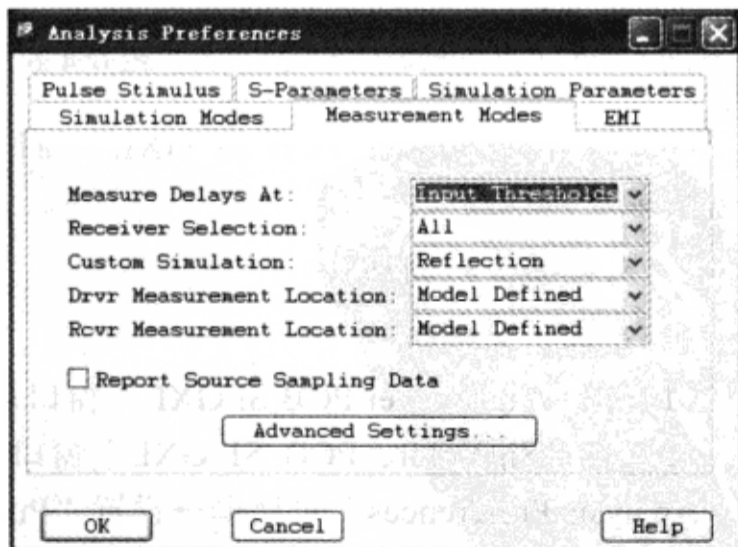 Analysis Preferences
Pulse Stimulus S-Parameters Simulation Parameters
Simulation Modes Measurement Modes EMI
Measure Delays At: Input Thresholds
Receiver Selection: All
Custom Simulation: Reflection
Drvr Measurement Location: Model Defined
Rcvr Measurement Location: Model Defined
Report Source Sampling Data
Advanced Settings...
OK Cancel Help